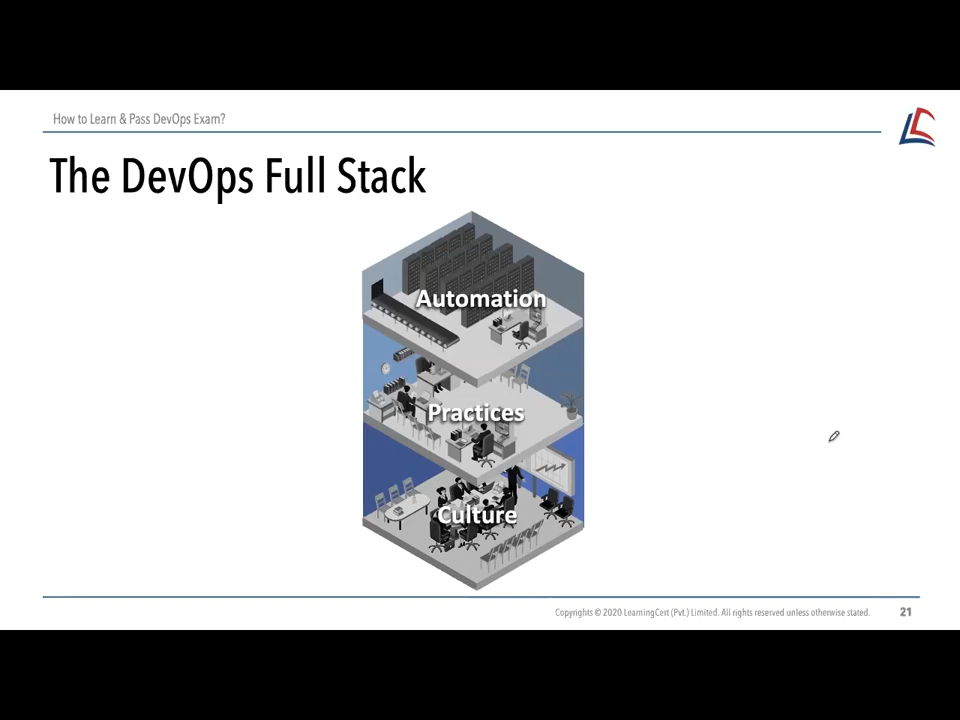 How to Learn & Pass DevOps Exam?
The DevOps Full Stack
Automation
Practices
Culture
Copyrights © 2020 LearningCert (Pvt.) Limited. All rights reserved unless otherwise stated.
21